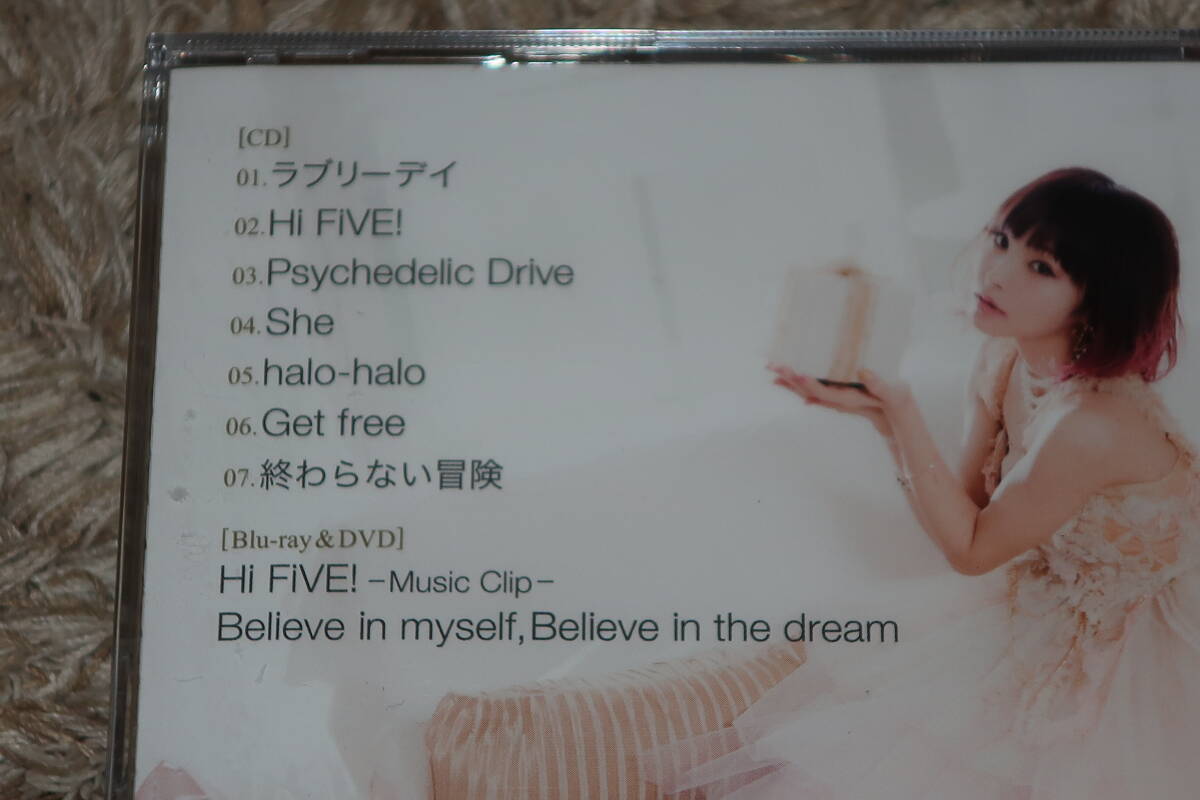 [CD]
01.ラブリーデイ
02.Hi FiVE!
03.Psychedelic Drive
04.She
05.halo-halo
06.Get free
07.終わらない冒険
[Blu-ray&DVD]
Hi FiVE! −Music Clip−
Believe in myself,Believe in the dream